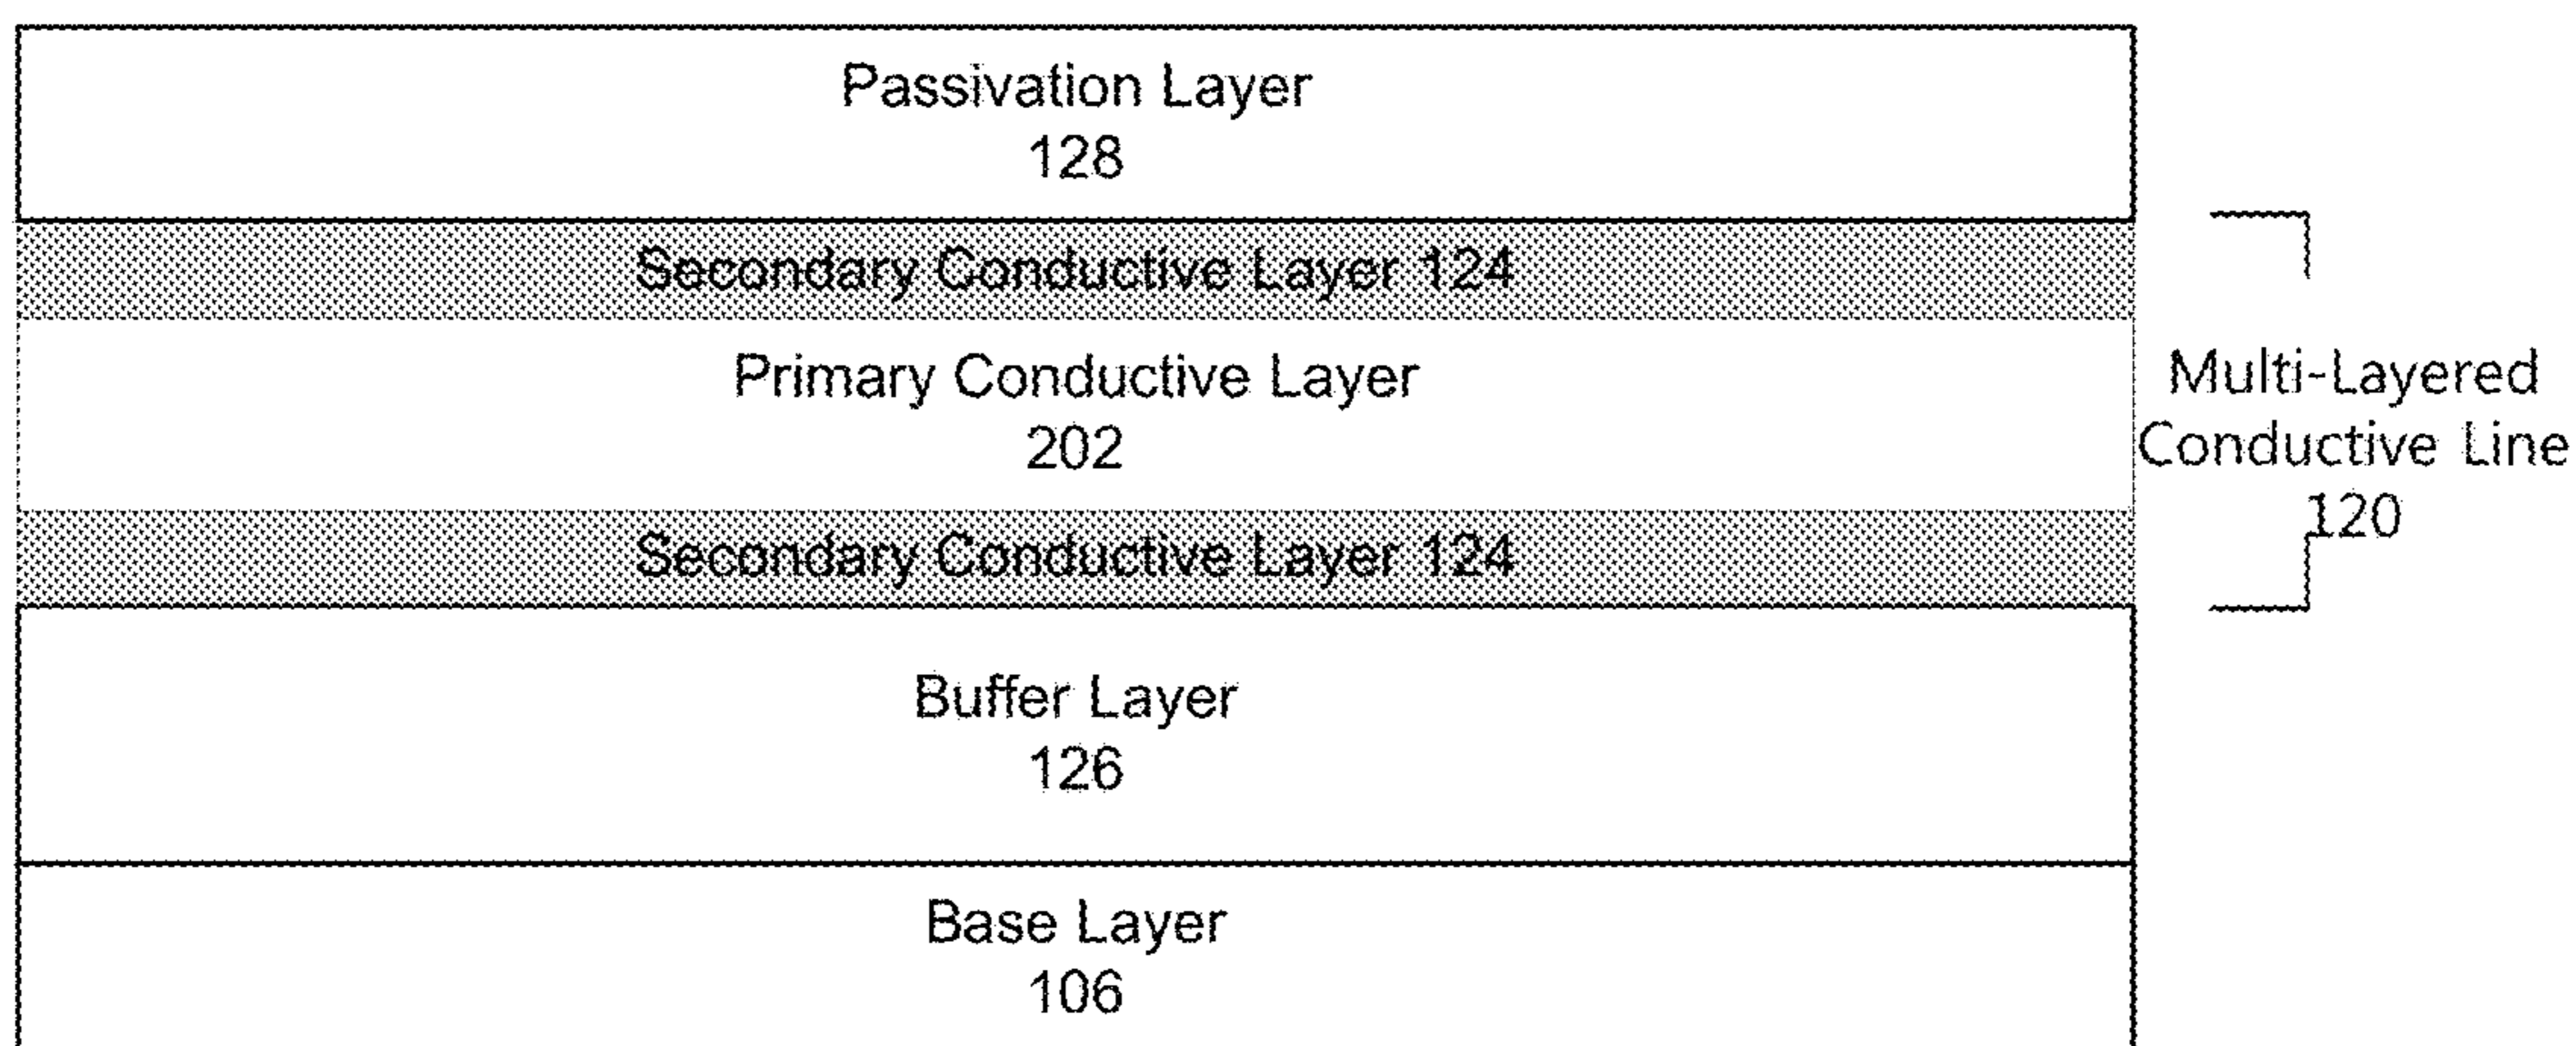 Passivation Layer
128
Secondary Conductive Layer 124
Primary Conductive Layer
202
Secondary Conductive Layer 124
Multi-Layered
Conductive Line
120
Buffer Layer
126
Base Layer
106